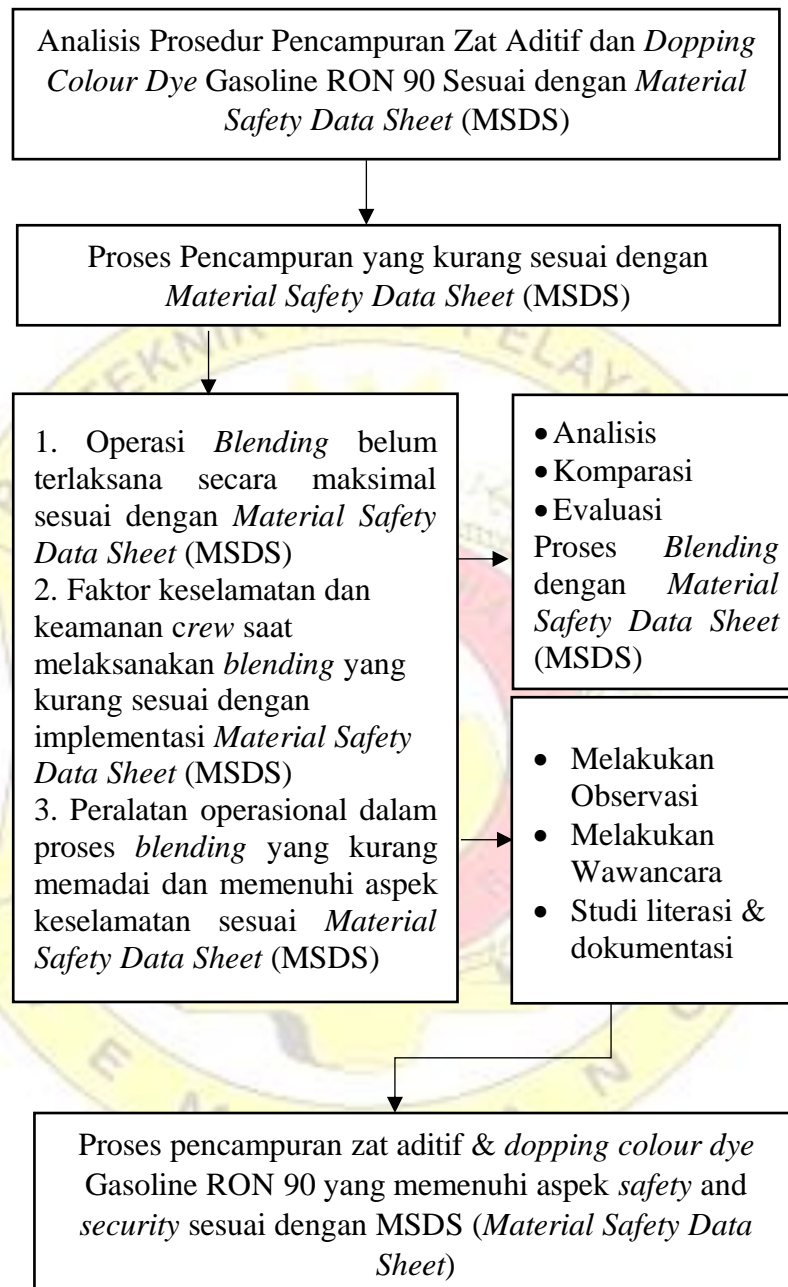 Analisis Prosedur Pencampuran Zat Aditif dan Dopping
Colour Dye Gasoline RON 90 Sesuai dengan Material
Safety Data Sheet (MSDS)
Proses Pencampuran yang kurang sesuai dengan
Material Safety Data Sheet (MSDS)
1. Operasi Blending belum
terlaksana secara maksimal
sesuai dengan Material Safety
Data Sheet (MSDS)
2. Faktor keselamatan dan
keamanan crew saat
melaksanakan blending yang
kurang sesuai dengan
implementasi Material Safety
Data Sheet (MSDS)
3. Peralatan operasional dalam
proses blending yang kurang
memadai dan memenuhi aspek
keselamatan sesuai Material
Safety Data Sheet (MSDS)
• Analisis
• Komparasi
• Evaluasi
Proses Blending
dengan Material
Safety Data Sheet
(MSDS)
• Melakukan
Observasi
• Melakukan
Wawancara
• Studi literasi &
dokumentasi
Proses pencampuran zat aditif & dopping colour dye
Gasoline RON 90 yang memenuhi aspek safety and
security sesuai dengan MSDS (Material Safety Data
Sheet)